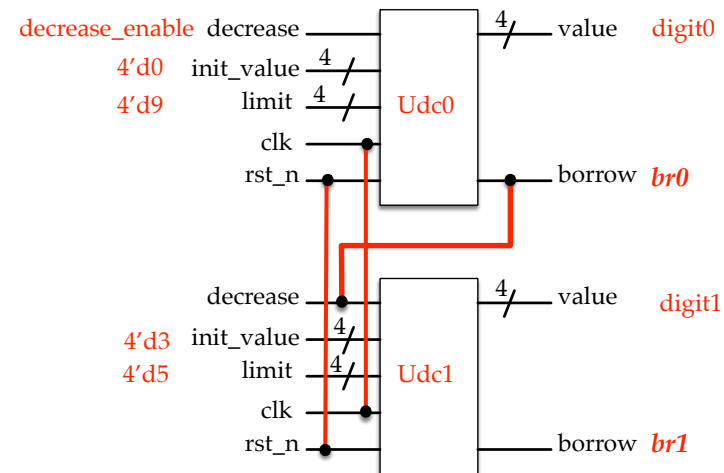 decrease_enable decrease 4 value digit0
4'd0 init_value 4
4'd9 limit 4 Udc0
clk
rst_n borrow br0
decrease 4 value digit1
4'd3 init_value 4
4'd5 limit 4 Udc1
clk
rst_n borrow br1